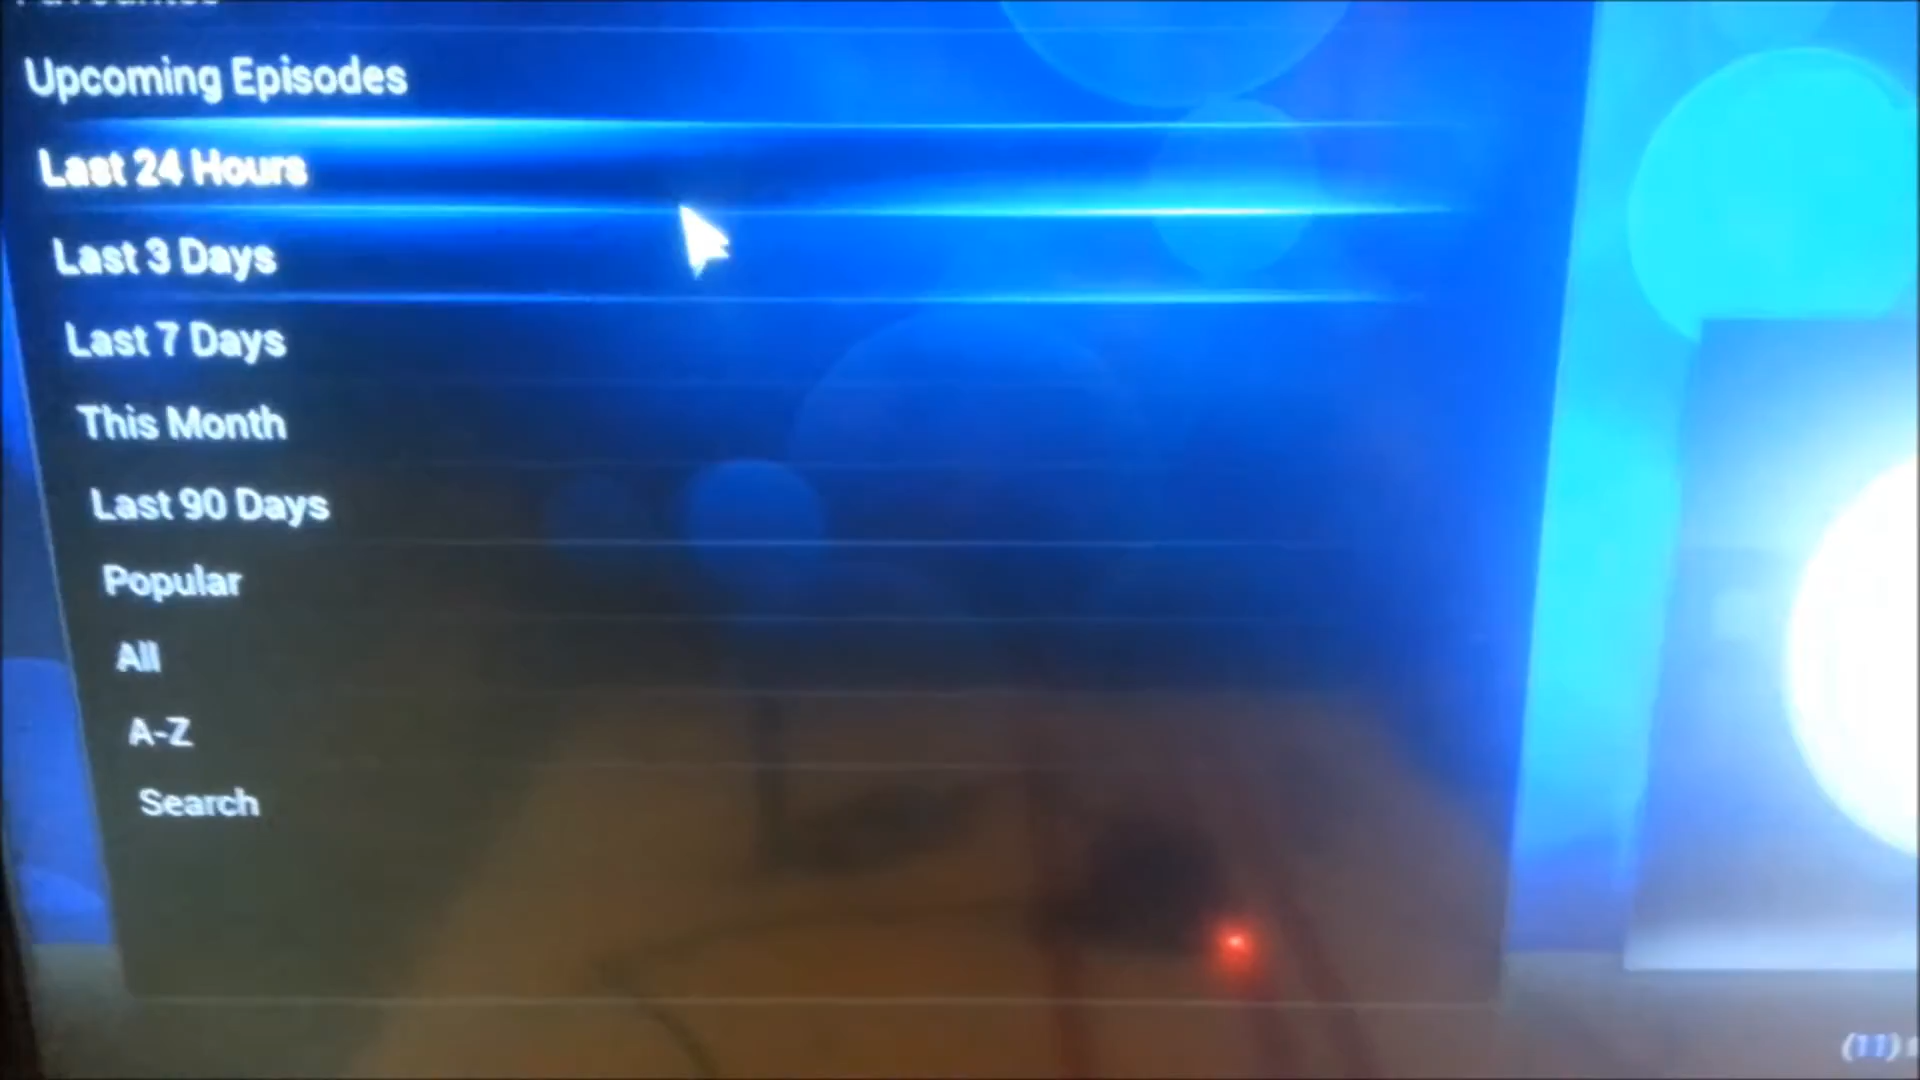 Upcoming Episodes
Last 24 Hours
Last 3 Days
Last 7 Days
This Month
Last 90 Days
Popular
All
A-Z
Search
(11)